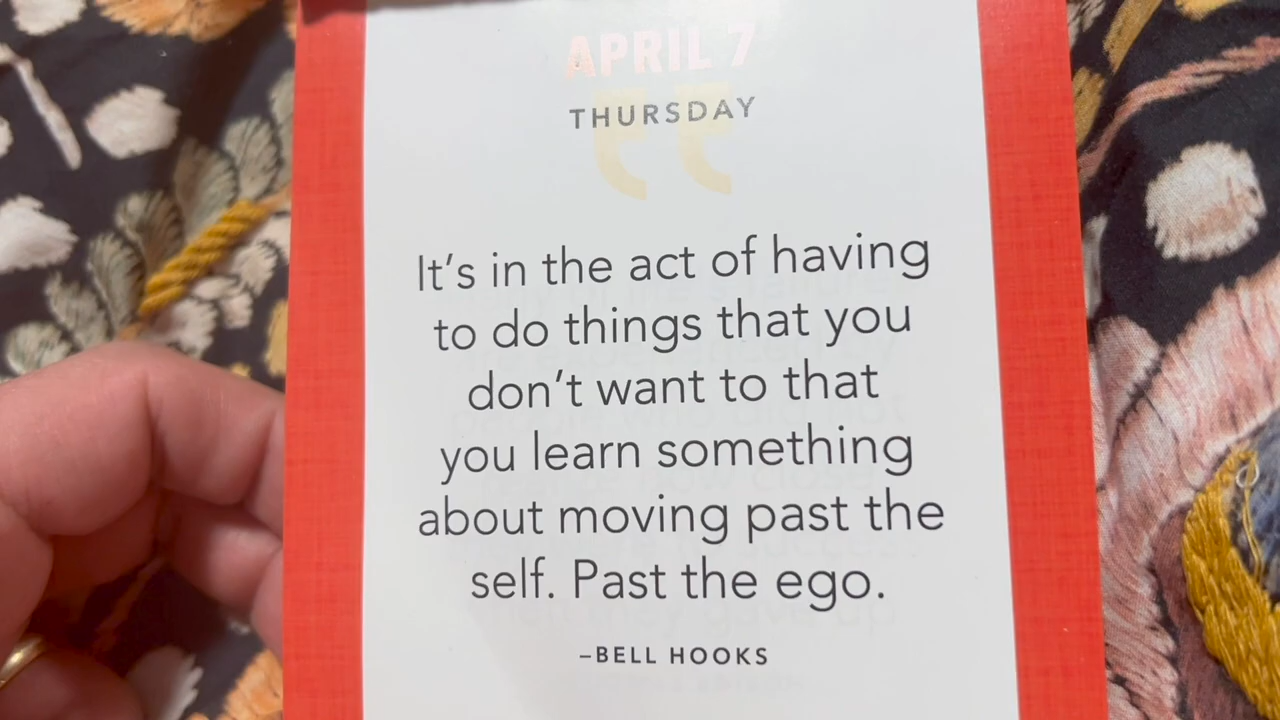 APRIL 7
THURSDAY
It's in the act of having
to do things that you
don't want to that
you learn something
about moving past the
self. Past the ego.
–BELL HOOKS